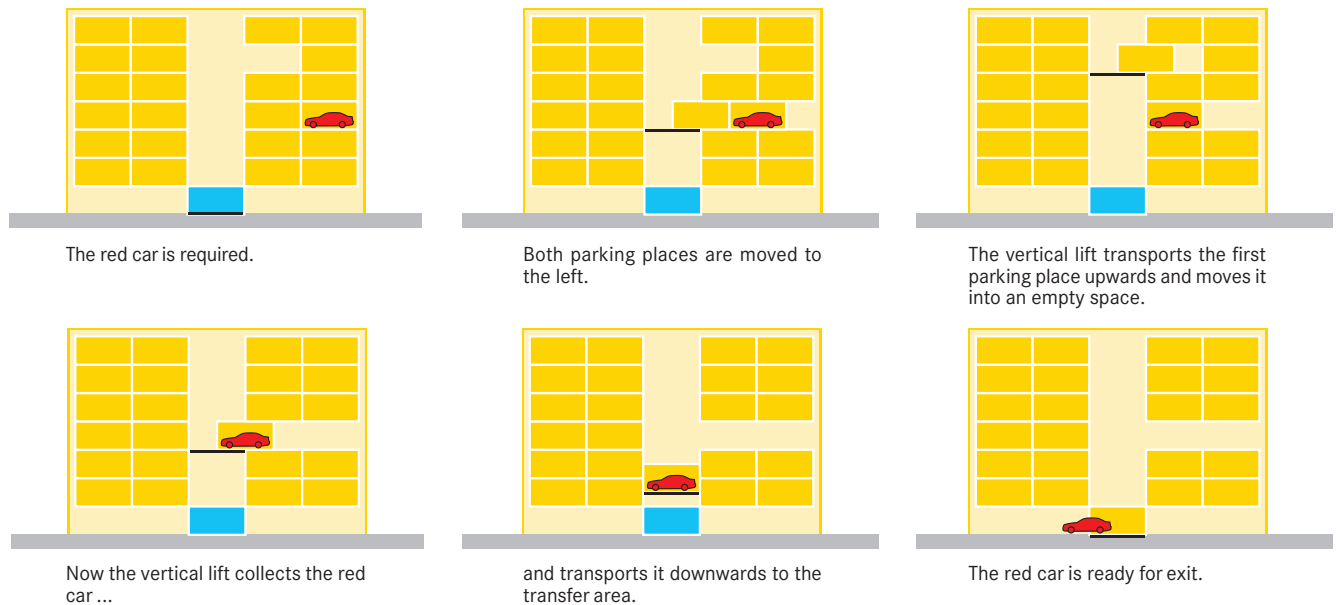 The red car is required.
Both parking places are moved to
the left.
The vertical lift transports the first
parking place upwards and moves it
into an empty space.
Now the vertical lift collects the red
car ...
and transports it downwards to the
transfer area.
The red car is ready for exit.